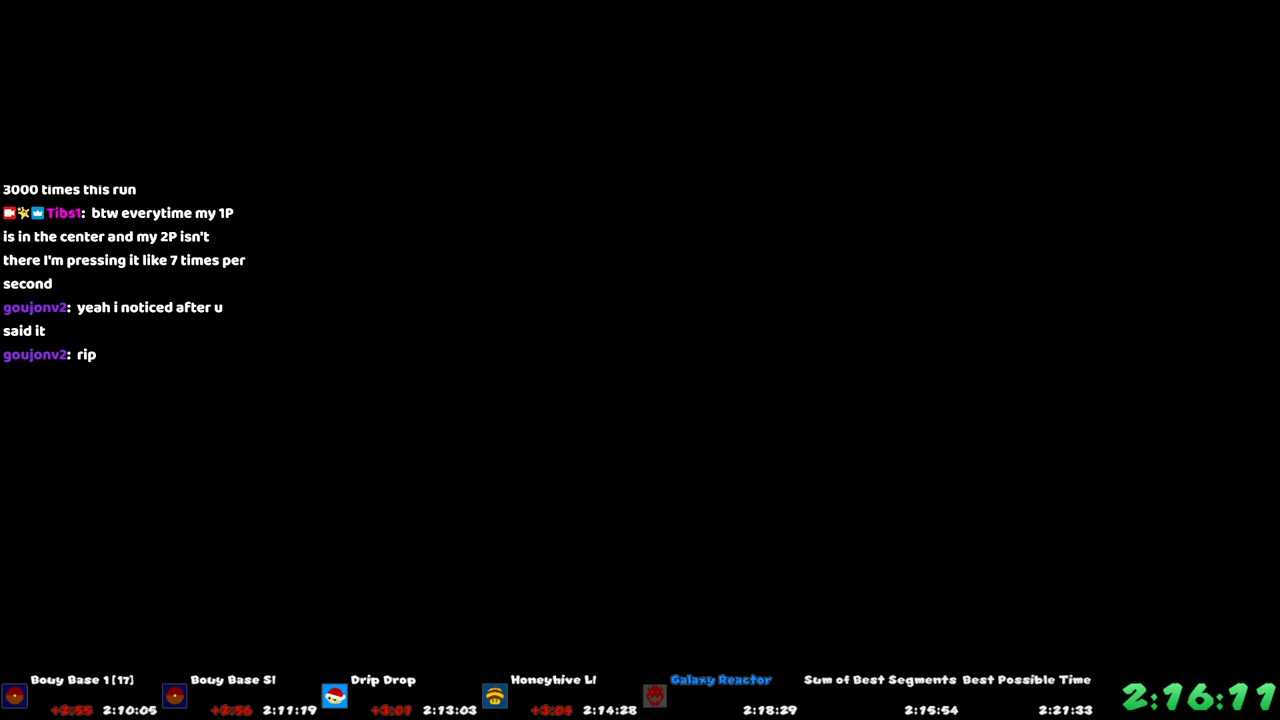 3000 times this run
Tibs1: btw everytime my 1P
is in the center and my 2P isn't
there I'm pressing it like 7 times per
second
goujonv2: yeah i noticed after u
said it
goujonv2: rip
Bouy Base 1 [17] Bouy Base S! Drip Drop Honeyhive L! Galaxy Reactor Sum of Best Segments Best Possible Time
+2:55 2:10:05 +2:56 2:11:19 +3:01 2:13:03 +3:04 2:14:28 2:18:29 2:15:54 2:21:33
2:16:11